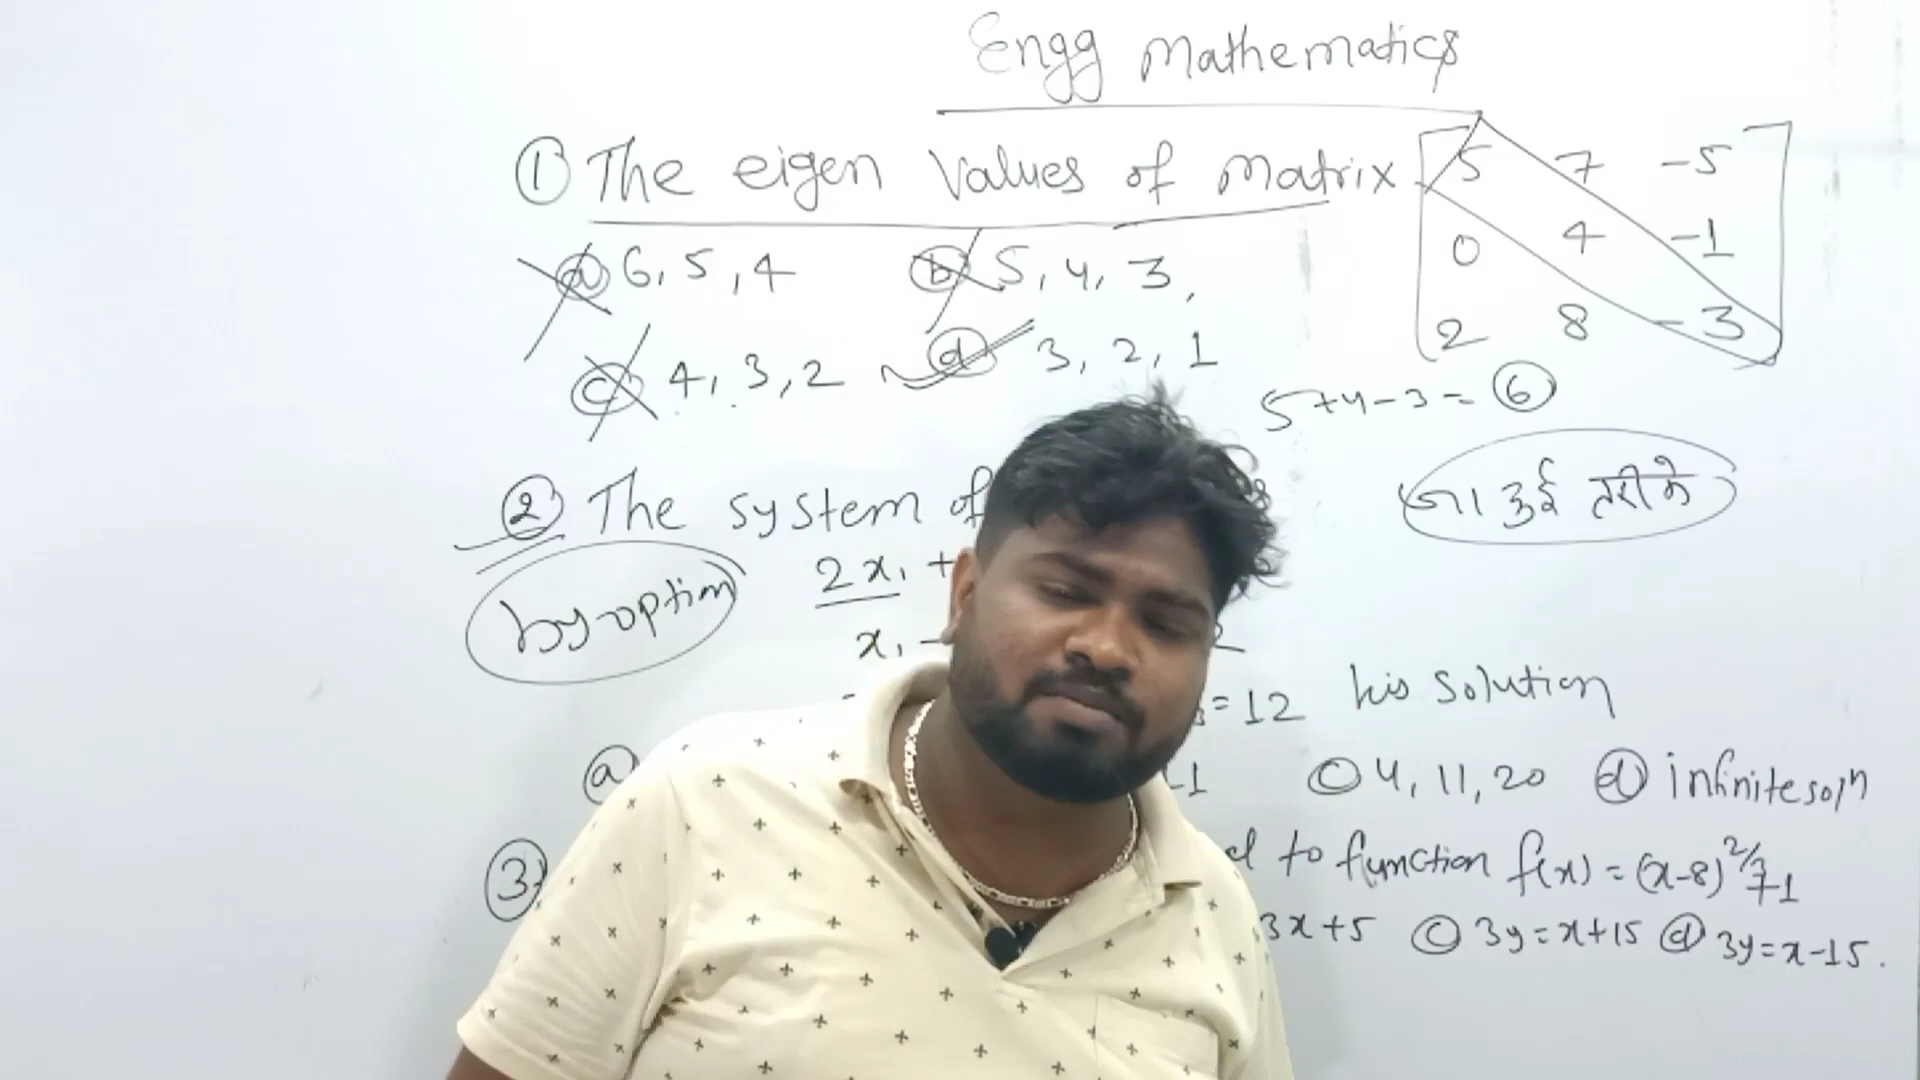 Engg Mathematics
① The eigen Values of Matrix
5 7 -5
0 4 -1
2 8 -3
ⓐ 6, 5, 4 ⓑ 5, 4, 3,
ⓒ 4, 3, 2 ⓓ 3, 2, 1
5+4-3= ⑥
② The system of
by option
2x₁ +
x₁ -
=12 his solution
ⓐ -1 ⓒ 4, 11, 20 ⓓ infinite solⁿ
③ to function f(x) = (x-8)^2/3 -1
3x+5 ⓒ 3y=x+15 ⓓ 3y=x-15.